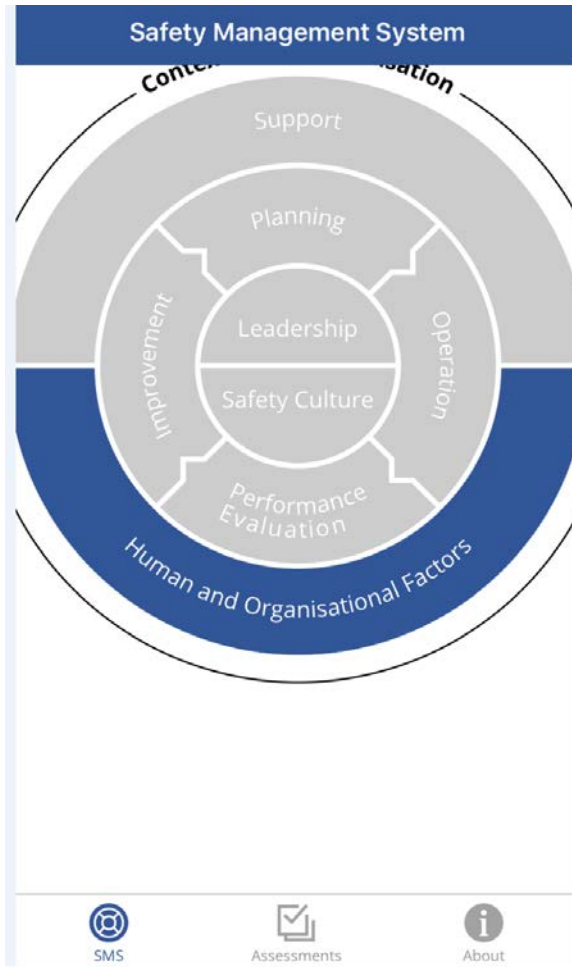 Safety Management System
Support
Planning
Leadership
Improvement
Operation
Safety Culture
Performance
Evaluation
Human and Organisational Factors
SMS
Assessments
About